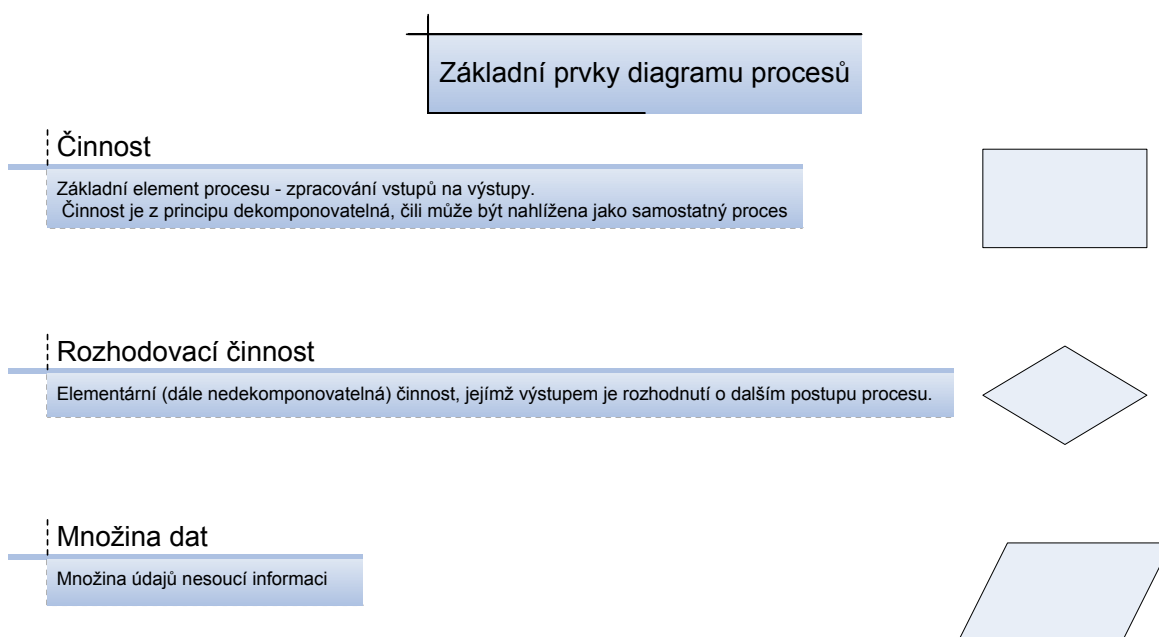 Základní prvky diagramu procesů
Činnost
Základní element procesu - zpracování vstupů na výstupy.
Činnost je z principu dekomponovatelná, čili může být nahlížena jako samostatný proces
Rozhodovací činnost
Elementární (dále nedekomponovatelná) činnost, jejímž výstupem je rozhodnutí o dalším postupu procesu.
Množina dat
Množina údajů nesoucí informaci